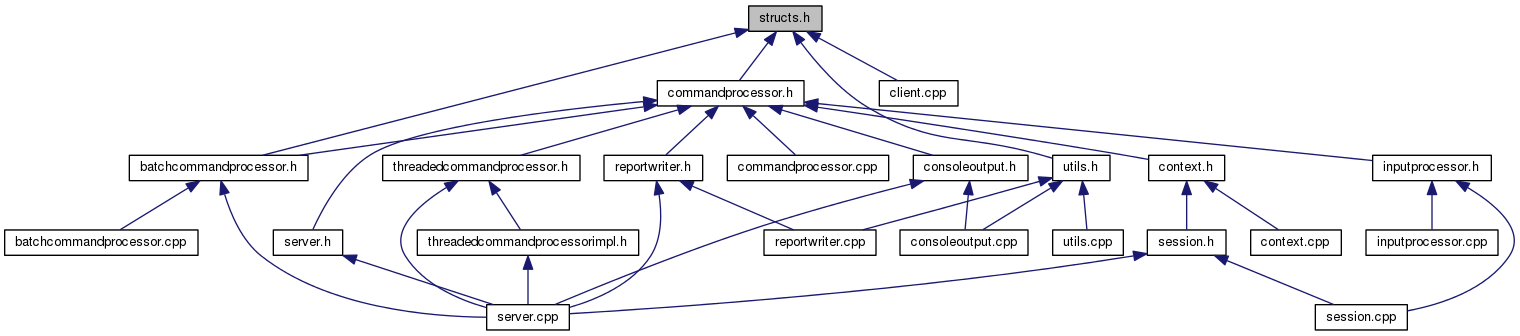 structs.h
commandprocessor.h
client.cpp
batchcommandprocessor.h
threadedcommandprocessor.h
reportwriter.h
commandprocessor.cpp
consoleoutput.h
utils.h
context.h
inputprocessor.h
batchcommandprocessor.cpp
server.h
threadedcommandprocessorimpl.h
reportwriter.cpp
consoleoutput.cpp
utils.cpp
session.h
context.cpp
inputprocessor.cpp
server.cpp
session.cpp